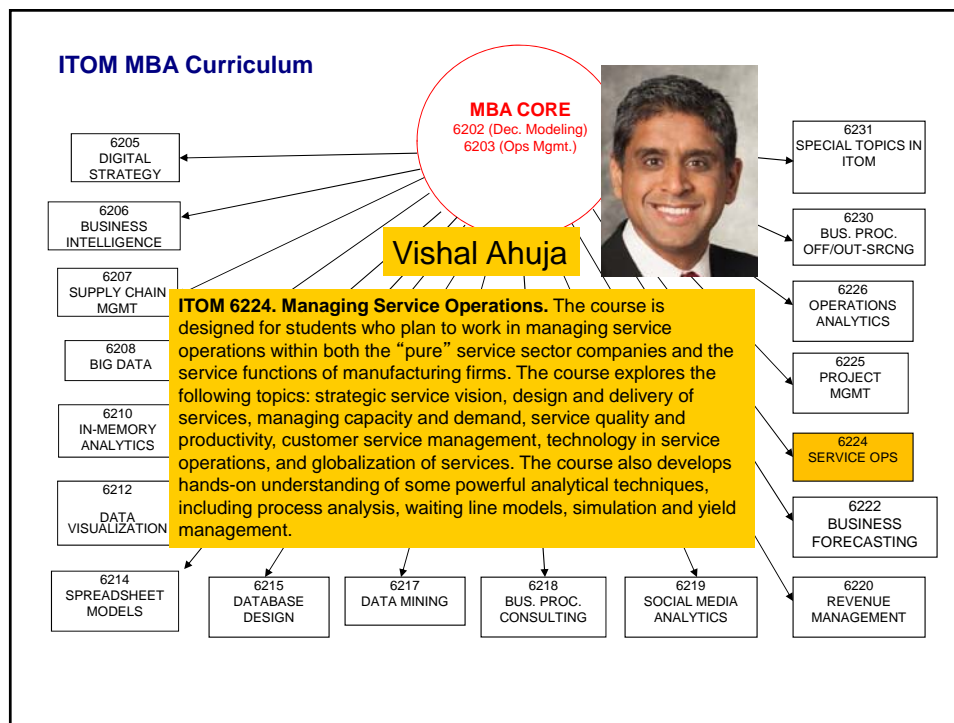 ITOM MBA Curriculum
MBA CORE
6202 (Dec. Modeling)
6203 (Ops Mgmt.)
6205
DIGITAL
STRATEGY
6206
BUSINESS
INTELLIGENCE
6207
SUPPLY CHAIN
MGMT
6208
BIG DATA
6210
IN-MEMORY
ANALYTICS
6212
DATA
VISUALIZATION
6214
SPREADSHEET
MODELS
6215
DATABASE
DESIGN
6217
DATA MINING
6218
BUS. PROC.
CONSULTING
6219
SOCIAL MEDIA
ANALYTICS
6220
REVENUE
MANAGEMENT
6222
BUSINESS
FORECASTING
6224
SERVICE OPS
6225
PROJECT
MGMT
6226
OPERATIONS
ANALYTICS
6230
BUS. PROC.
OFF/OUT-SRCNG
6231
SPECIAL TOPICS IN
ITOM
Vishal Ahuja
ITOM 6224. Managing Service Operations. The course is
designed for students who plan to work in managing service
operations within both the “pure” service sector companies and the
service functions of manufacturing firms. The course explores the
following topics: strategic service vision, design and delivery of
services, managing capacity and demand, service quality and
productivity, customer service management, technology in service
operations, and globalization of services. The course also develops
hands-on understanding of some powerful analytical techniques,
including process analysis, waiting line models, simulation and yield
management.